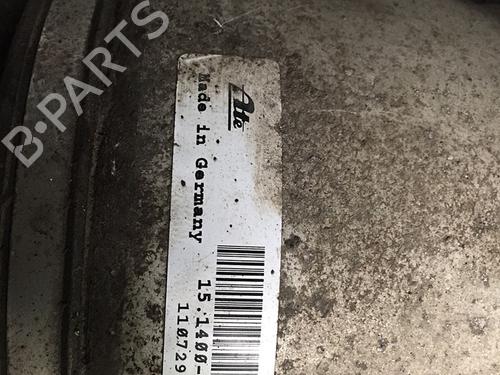 B-PARTS
Ate
Made in Germany
15.1400-
110729